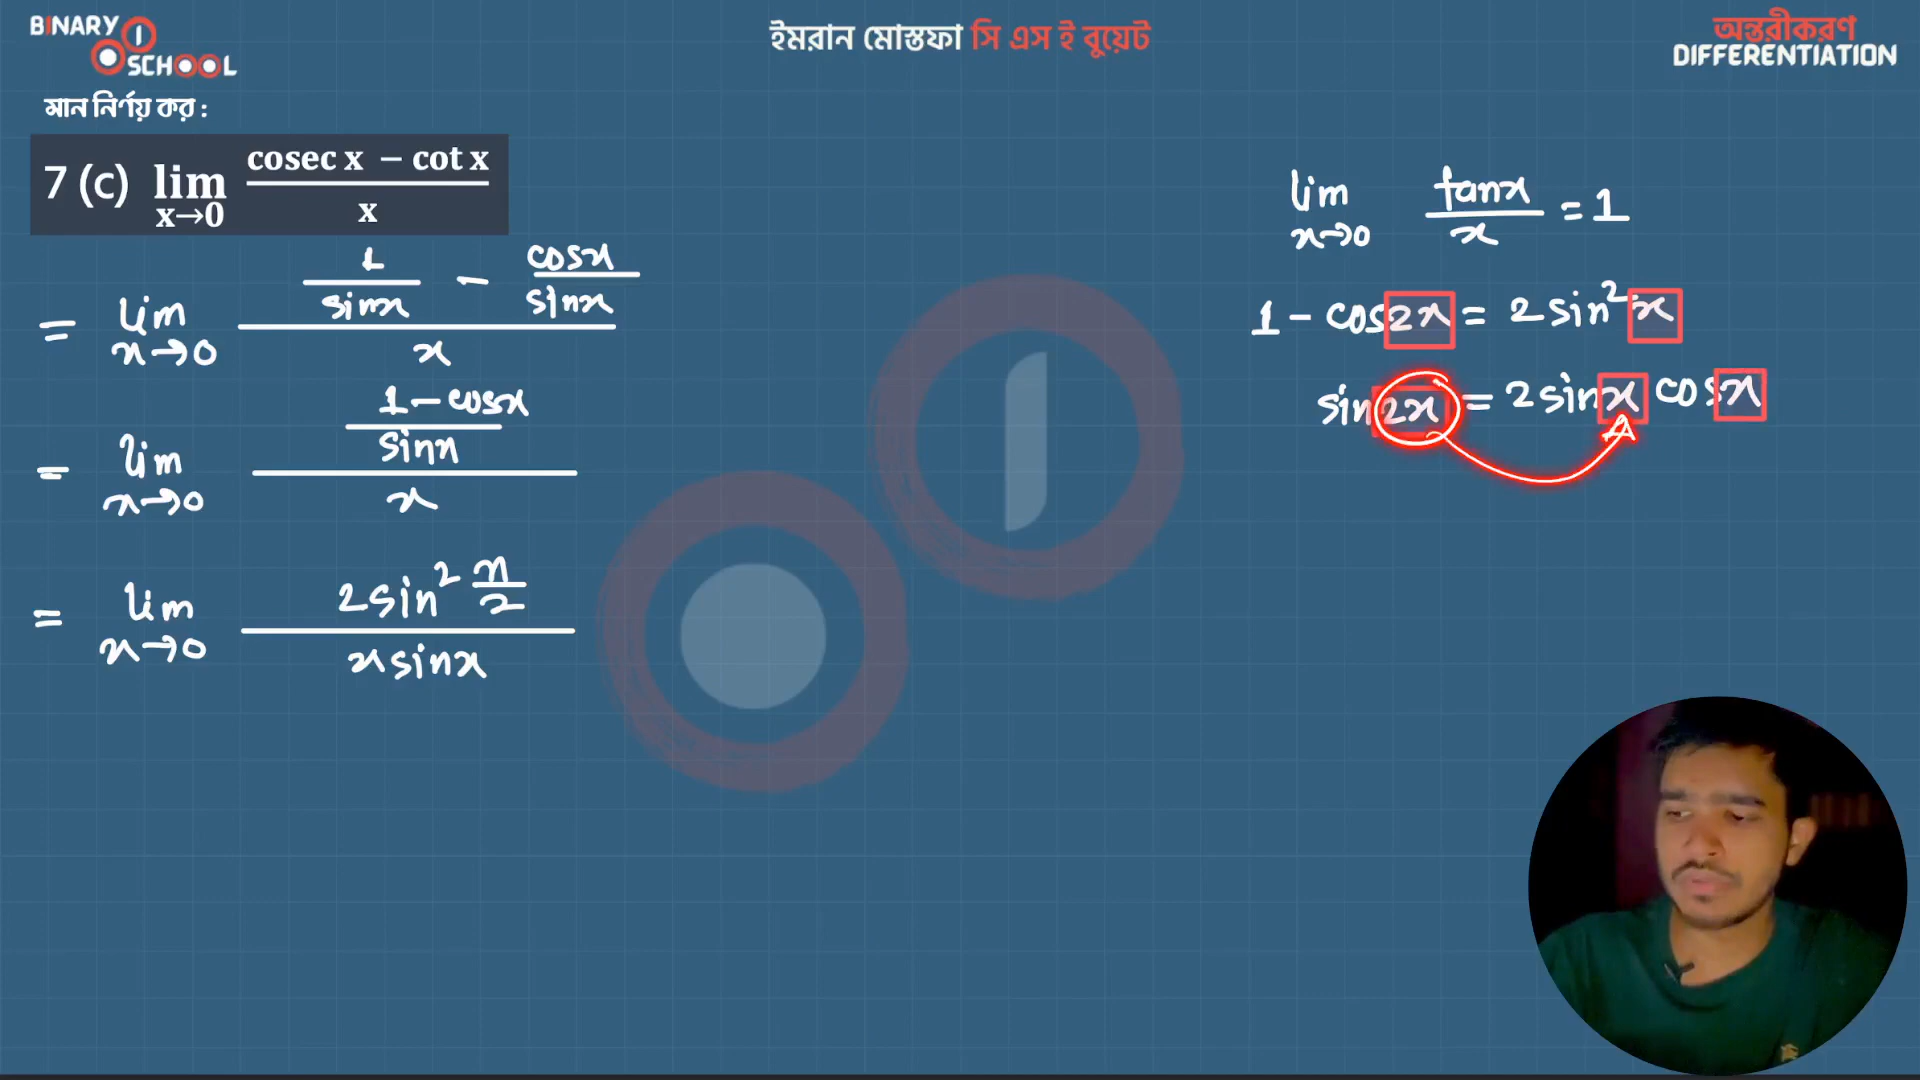 BINARY SCHOOL
ইমরান মোস্তফা সি এস ই বুয়েট
অন্তরীকরণ
DIFFERENTIATION
মান নির্ণয় কর :
7 (c) lim x→0 (cosec x − cot x)/x
= lim x→0 (1/sinx − cosx/sinx)/x
= lim x→0 ((1−cosx)/sinx)/x
= lim x→0 (2sin² x/2)/(x sinx)
lim x→0 tanx/x = 1
1 − cos2x = 2sin²x
sin2x = 2sinx cosx